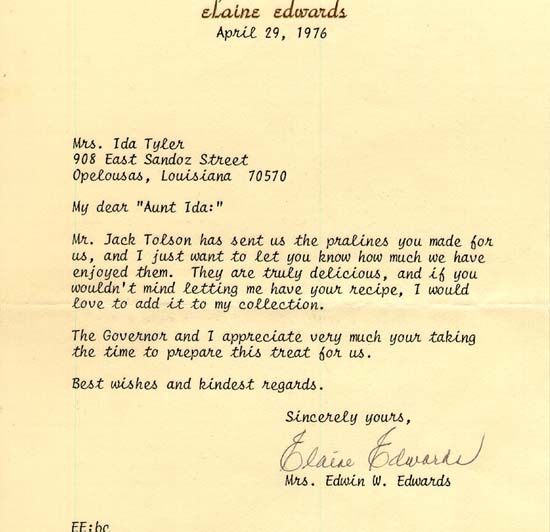 elaine edwards
April 29, 1976
Mrs. Ida Tyler
908 East Sandoz Street
Opelousas, Louisiana 70570
My dear "Aunt Ida:"
Mr. Jack Tolson has sent us the pralines you made for
us, and I just want to let you know how much we have
enjoyed them. They are truly delicious, and if you
wouldn't mind letting me have your recipe, I would
love to add it to my collection.
The Governor and I appreciate very much your taking
the time to prepare this treat for us.
Best wishes and kindest regards.
Sincerely yours,
Elaine Edwards
Mrs. Edwin W. Edwards
EE:bc